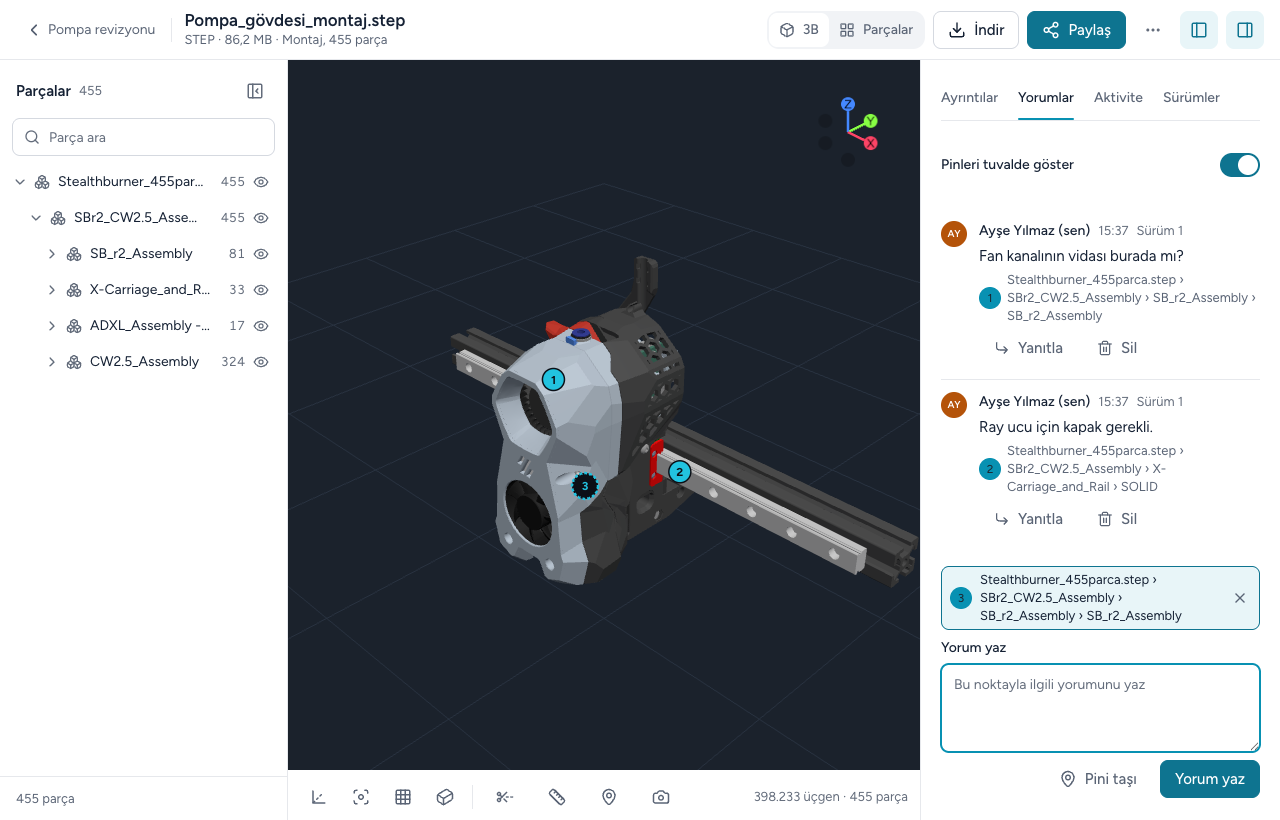 Pompa revizyonu
Pompa_gövdesi_montaj.step
STEP · 86,2 MB · Montaj, 455 parça
3B
Parçalar
İndir
Paylaş
Parçalar 455
Parça ara
Stealthburner_455par... 455
SBr2_CW2.5_Asse... 455
SB_r2_Assembly 81
X-Carriage_and_R... 33
ADXL_Assembly -... 17
CW2.5_Assembly 324
455 parça
Z
Y
X
1
2
3
398.233 üçgen · 455 parça
Ayrıntılar
Yorumlar
Aktivite
Sürümler
Pinleri tuvalde göster
AY
Ayşe Yılmaz (sen) 15:37 Sürüm 1
Fan kanalının vidası burada mı?
1
Stealthburner_455parca.step ›
SBr2_CW2.5_Assembly › SB_r2_Assembly ›
SB_r2_Assembly
Yanıtla
Sil
AY
Ayşe Yılmaz (sen) 15:37 Sürüm 1
Ray ucu için kapak gerekli.
2
Stealthburner_455parca.step ›
SBr2_CW2.5_Assembly › X-
Carriage_and_Rail › SOLID
Yanıtla
Sil
3
Stealthburner_455parca.step ›
SBr2_CW2.5_Assembly ›
SB_r2_Assembly › SB_r2_Assembly
Yorum yaz
Bu noktayla ilgili yorumunu yaz
Pini taşı
Yorum yaz